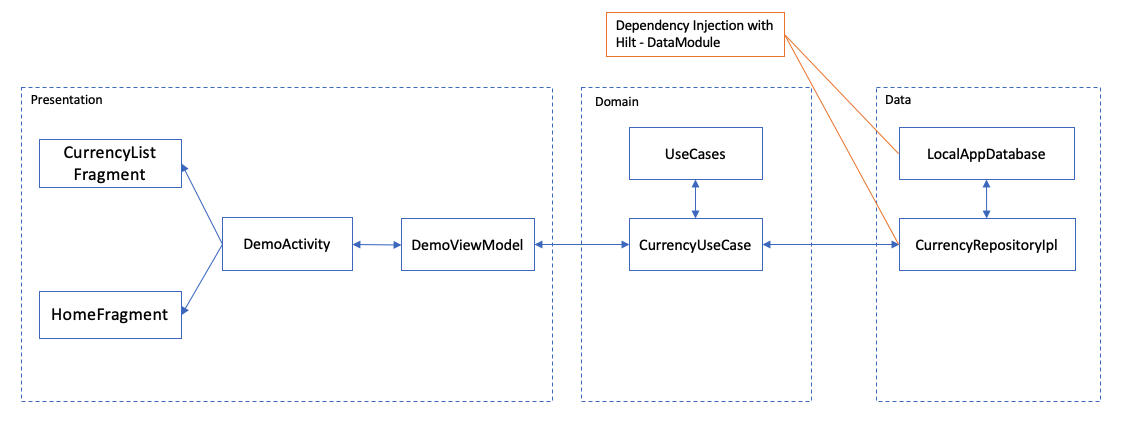 Dependency Injection with
Hilt - DataModule
Presentation
CurrencyList
Fragment
DemoActivity
DemoViewModel
HomeFragment
Domain
UseCases
CurrencyUseCase
Data
LocalAppDatabase
CurrencyRepositoryIpl